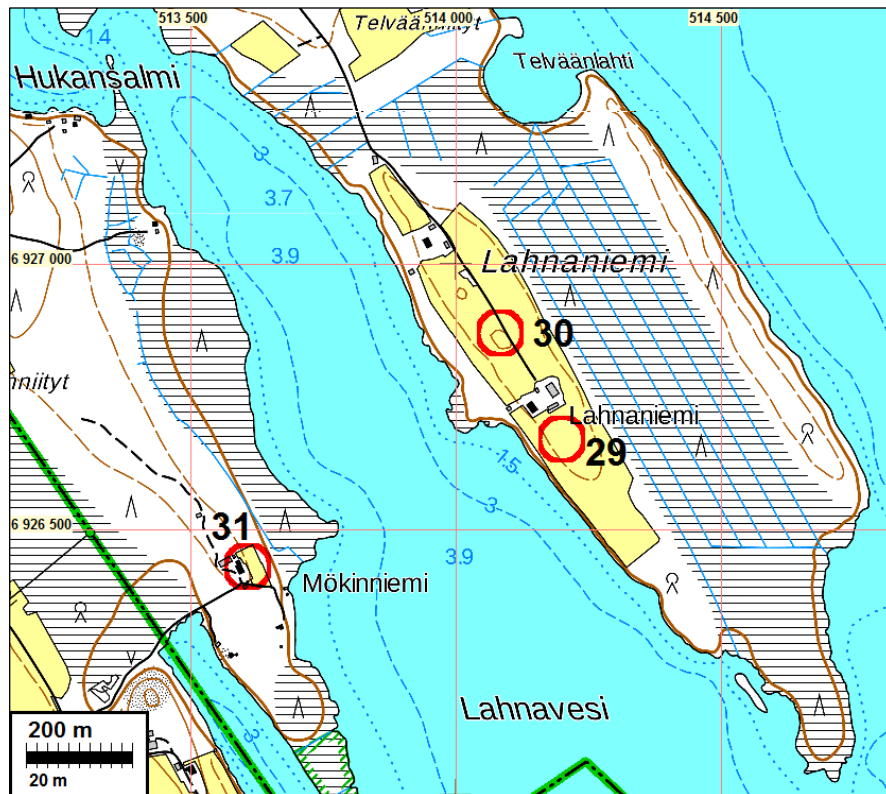 513 500
514 000
514 500
Telväänniityt
Telväänlahti
Hukansalmi
1.4
3
3.7
3.9
6 927 000
Lahnaniemi
30
nniityt
Lahnaniemi
29
1.5
3
6 926 500
31
3.9
Mökinniemi
Lahnavesi
3
200 m
20 m